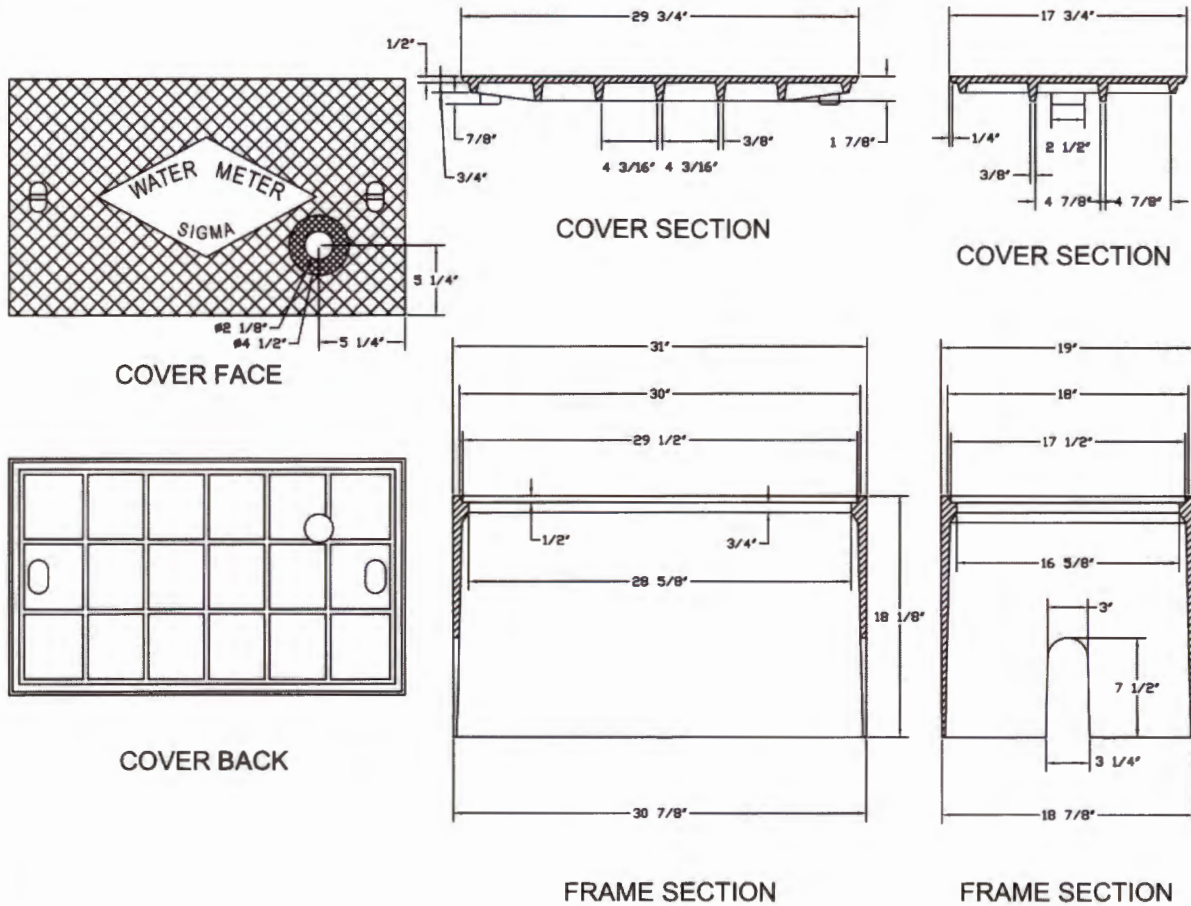 WATER METER
SIGMA
5 1/4"
ø2 1/8"
ø4 1/2"
5 1/4"
COVER FACE
COVER BACK
29 3/4"
1/2"
7/8"
3/4"
4 3/16" 4 3/16"
3/8"
1 7/8"
COVER SECTION
17 3/4"
1/4"
2 1/2"
3/8"
4 7/8" 4 7/8"
COVER SECTION
31"
30"
29 1/2"
1/2"
3/4"
28 5/8"
18 1/8"
30 7/8"
FRAME SECTION
19"
18"
17 1/2"
16 5/8"
3"
7 1/2"
3 1/4"
18 7/8"
FRAME SECTION